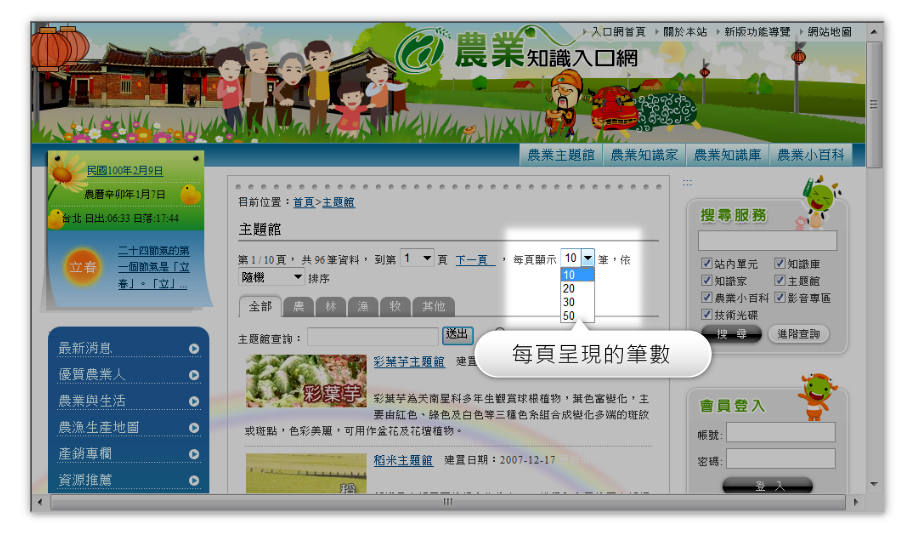 入口網首頁 關於本站 新版功能導覽 網站地圖
農業知識入口網
農業主題館 農業知識家 農業知識庫 農業小百科
民國100年2月9日
農曆辛卯年1月7日
台北 日出:06:33 日落:17:44
立春
二十四節氣的第
一個節氣是「立
春」。「立」...
最新消息
優質農業人
農業與生活
農漁生產地圖
產銷專欄
資源推薦
目前位置：首頁>主題館
主題館
第 1 / 10 頁， 共 96 筆資料， 到第 1 頁 下一頁 ， 每頁顯示 10 筆，依
隨機 排序
10
20
30
50
全部 農 林 漁 牧 其他
主題館查詢： 送出
每頁呈現的筆數
彩葉芋
彩葉芋主題館 建置
彩葉芋為天南星科多年生觀賞球根植物，葉色富變化，主
要由紅色、綠色及白色等三種色系組合成變化多端的斑紋
或斑點，色彩美麗，可用作盆花及花壇植物。
稻米主題館 建置日期：2007-12-17
搜尋服務
站內單元 知識庫
知識家 主題館
農業小百科 影音專區
技術光碟
搜 尋 進階查詢
會員登入
帳號:
密碼:
登 入